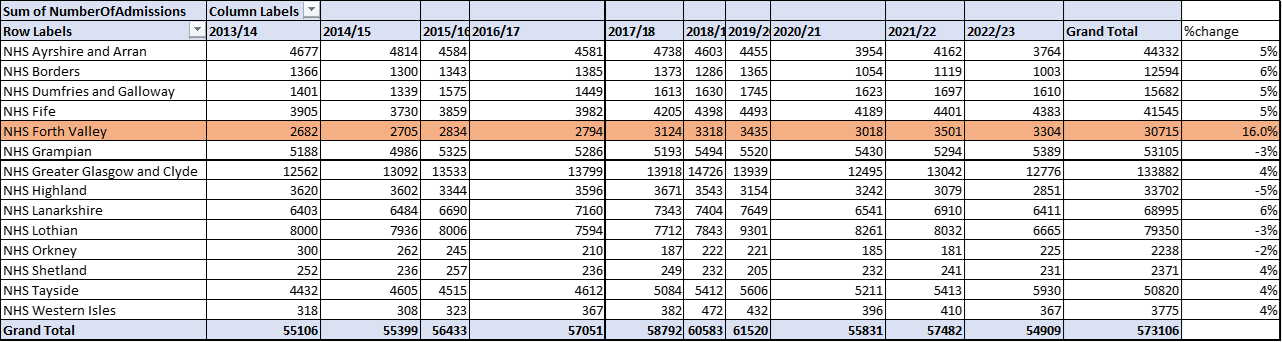 Sum of NumberOfAdmissions Column Labels
Row Labels 2013/14 2014/15 2015/16 2016/17 2017/18 2018/1 2019/2 2020/21 2021/22 2022/23 Grand Total %change
NHS Ayrshire and Arran 4677 4814 4584 4581 4738 4603 4455 3954 4162 3764 44332 5%
NHS Borders 1366 1300 1343 1385 1373 1286 1365 1054 1119 1003 12594 6%
NHS Dumfries and Galloway 1401 1339 1575 1449 1613 1630 1745 1623 1697 1610 15682 5%
NHS Fife 3905 3730 3859 3982 4205 4398 4493 4189 4401 4383 41545 5%
NHS Forth Valley 2682 2705 2834 2794 3124 3318 3435 3018 3501 3304 30715 16.0%
NHS Grampian 5188 4986 5325 5286 5193 5494 5520 5430 5294 5389 53105 -3%
NHS Greater Glasgow and Clyde 12562 13092 13533 13799 13918 14726 13939 12495 13042 12776 133882 4%
NHS Highland 3620 3602 3344 3596 3671 3543 3154 3242 3079 2851 33702 -5%
NHS Lanarkshire 6403 6484 6690 7160 7343 7404 7649 6541 6910 6411 68995 6%
NHS Lothian 8000 7936 8006 7594 7712 7843 9301 8261 8032 6665 79350 -3%
NHS Orkney 300 262 245 210 187 222 221 185 181 225 2238 -2%
NHS Shetland 252 236 257 236 249 232 205 232 241 231 2371 4%
NHS Tayside 4432 4605 4515 4612 5084 5412 5606 5211 5413 5930 50820 4%
NHS Western Isles 318 308 323 367 382 472 432 396 410 367 3775 4%
Grand Total 55106 55399 56433 57051 58792 60583 61520 55831 57482 54909 573106